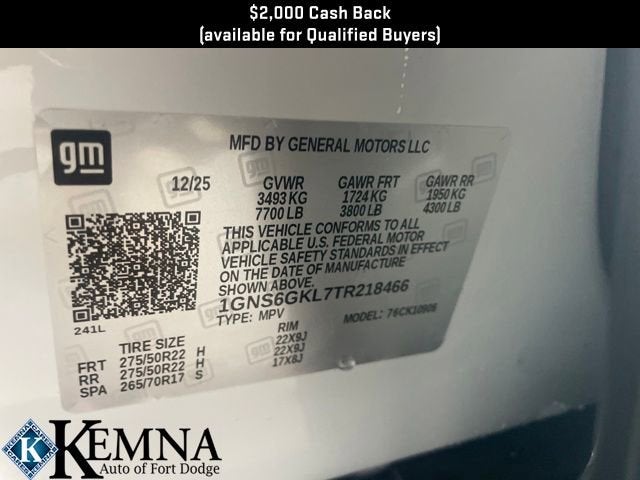 $2,000 Cash Back
(available for Qualified Buyers)
gm
MFD BY GENERAL MOTORS LLC
12/25 GVWR GAWR FRT GAWR RR
3493 KG 1724 KG 1950 KG
7700 LB 3800 LB 4300 LB
THIS VEHICLE CONFORMS TO ALL
APPLICABLE U.S. FEDERAL MOTOR
VEHICLE SAFETY STANDARDS IN EFFECT
ON THE DATE OF MANUFACTURE
SHOWN ABOVE.
1GNS6GKL7TR218466
TYPE: MPV MODEL: 76CK10906
241L
TIRE SIZE RIM
FRT 275/50R22 H 22X9J
RR 275/50R22 H 22X9J
SPA 265/70R17 S 17X8J
K
KEMNA
Auto of Fort Dodge